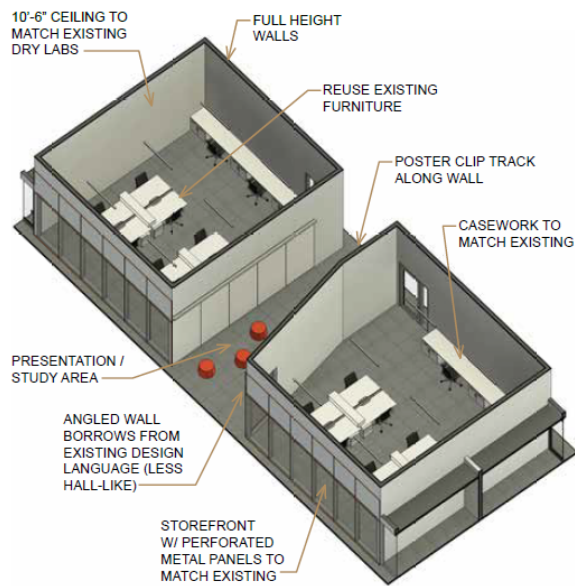 10'-6" CEILING TO
MATCH EXISTING
DRY LABS
FULL HEIGHT
WALLS
REUSE EXISTING
FURNITURE
POSTER CLIP TRACK
ALONG WALL
CASEWORK TO
MATCH EXISTING
PRESENTATION /
STUDY AREA
ANGLED WALL
BORROWS FROM
EXISTING DESIGN
LANGUAGE (LESS
HALL-LIKE)
STOREFRONT
W/ PERFORATED
METAL PANELS TO
MATCH EXISTING